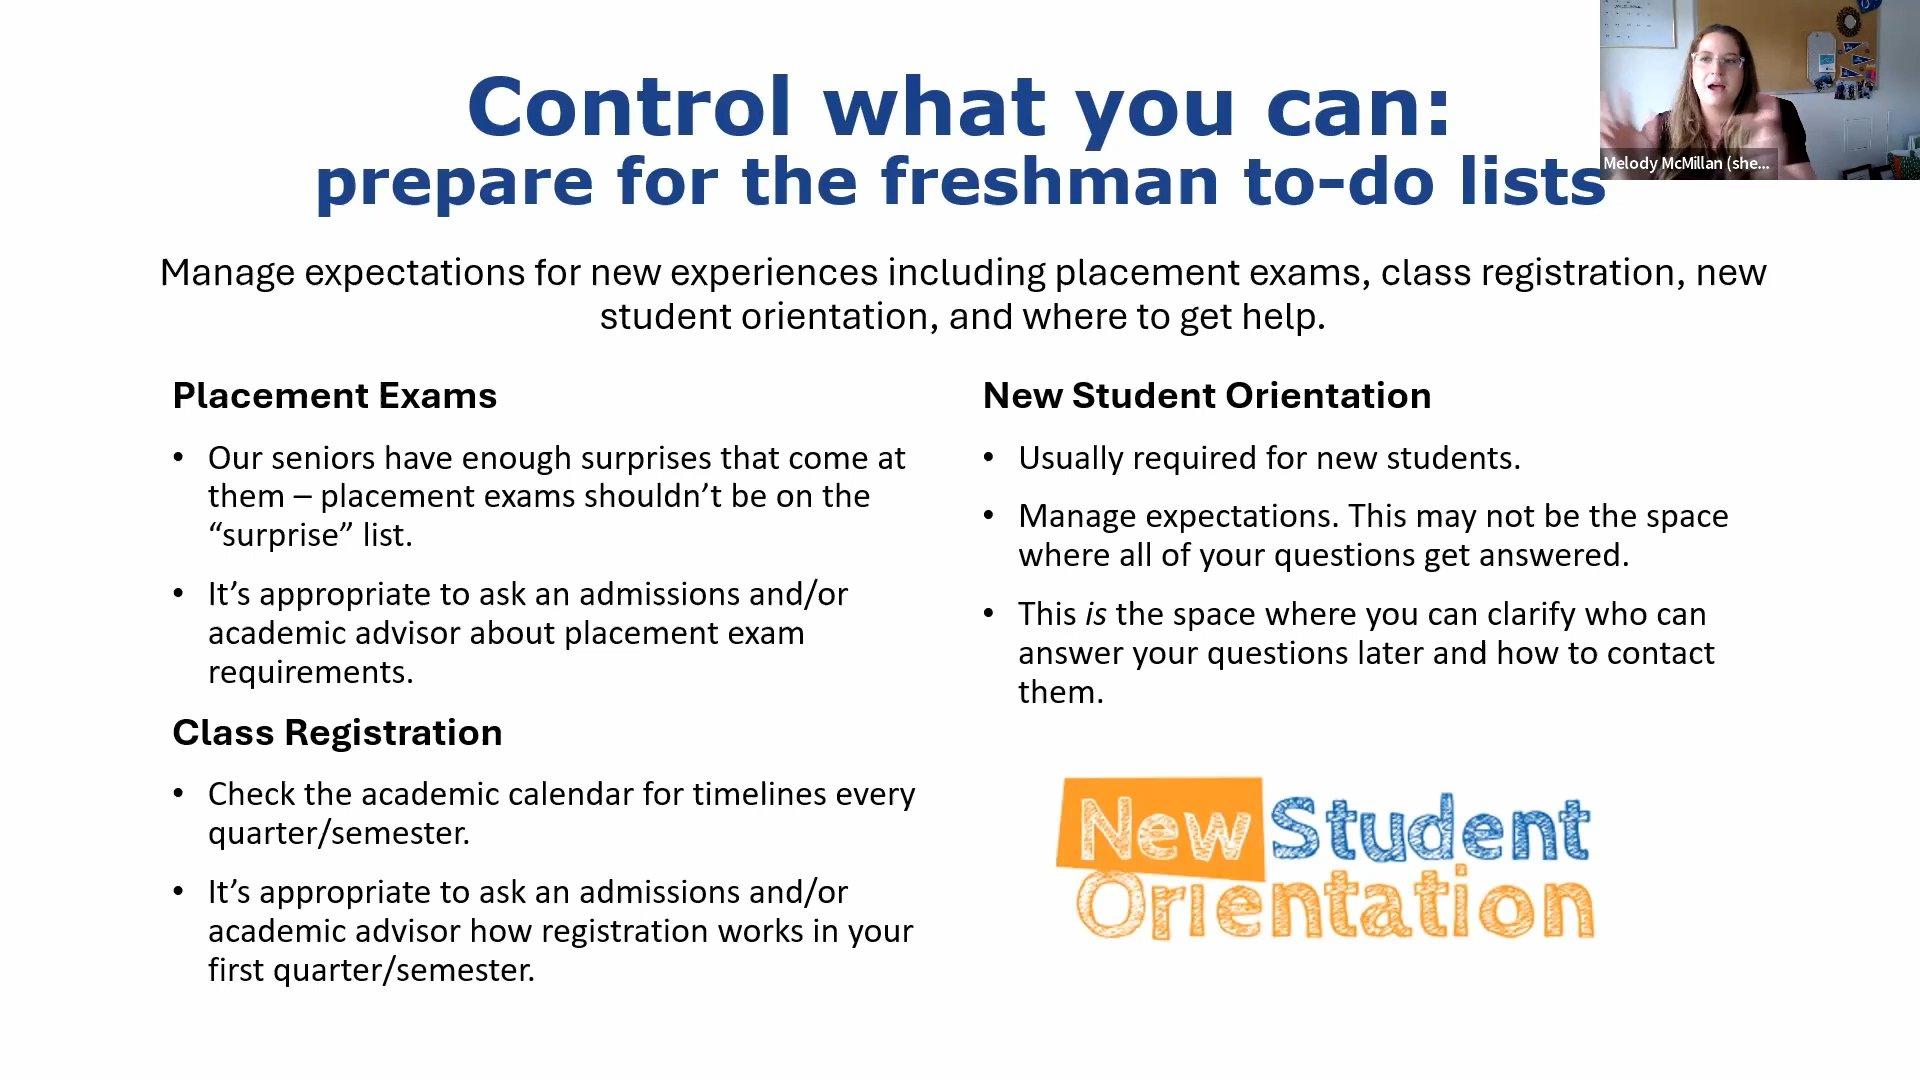 Control what you can:
prepare for the freshman to-do lists
Melody McMillan (she...
Manage expectations for new experiences including placement exams, class registration, new
student orientation, and where to get help.
Placement Exams
• Our seniors have enough surprises that come at
them – placement exams shouldn’t be on the
“surprise” list.
• It’s appropriate to ask an admissions and/or
academic advisor about placement exam
requirements.
Class Registration
• Check the academic calendar for timelines every
quarter/semester.
• It’s appropriate to ask an admissions and/or
academic advisor how registration works in your
first quarter/semester.
New Student Orientation
• Usually required for new students.
• Manage expectations. This may not be the space
where all of your questions get answered.
• This is the space where you can clarify who can
answer your questions later and how to contact
them.
New Student
Orientation